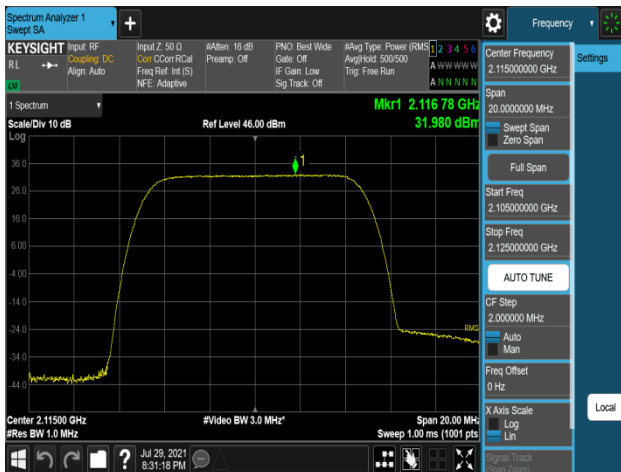 Spectrum Analyzer 1
Swept SA
Frequency
KEYSIGHT
RL
LXI
Input: RF
Coupling: DC
Align: Auto
Input Z: 50 Ω
Corr CCorr RCal
Freq Ref: Int (S)
NFE: Adaptive
#Atten: 16 dB
Preamp: Off
PNO: Best Wide
Gate: Off
IF Gain: Low
Sig Track: Off
#Avg Type: Power (RMS
Avg|Hold: 500/500
Trig: Free Run
1 2 3 4 5 6
A W W W W W
A N N N N N
1 Spectrum
Scale/Div 10 dB
Log
Ref Level 46.00 dBm
Mkr1 2.116 78 GHz
31.980 dBm
1
36.0
26.0
16.0
6.00
-4.00
-14.0
-24.0
-34.0
-44.0
RMS
Center 2.11500 GHz
#Res BW 1.0 MHz
#Video BW 3.0 MHz*
Span 20.00 MHz
Sweep 1.00 ms (1001 pts
Jul 29, 2021
8:31:18 PM
Center Frequency
2.115000000 GHz
Span
20.0000000 MHz
Swept Span
Zero Span
Full Span
Start Freq
2.105000000 GHz
Stop Freq
2.125000000 GHz
AUTO TUNE
CF Step
2.000000 MHz
Auto
Man
Freq Offset
0 Hz
X Axis Scale
Log
Lin
Signal Track
(Span Zoom)
Settings
Local